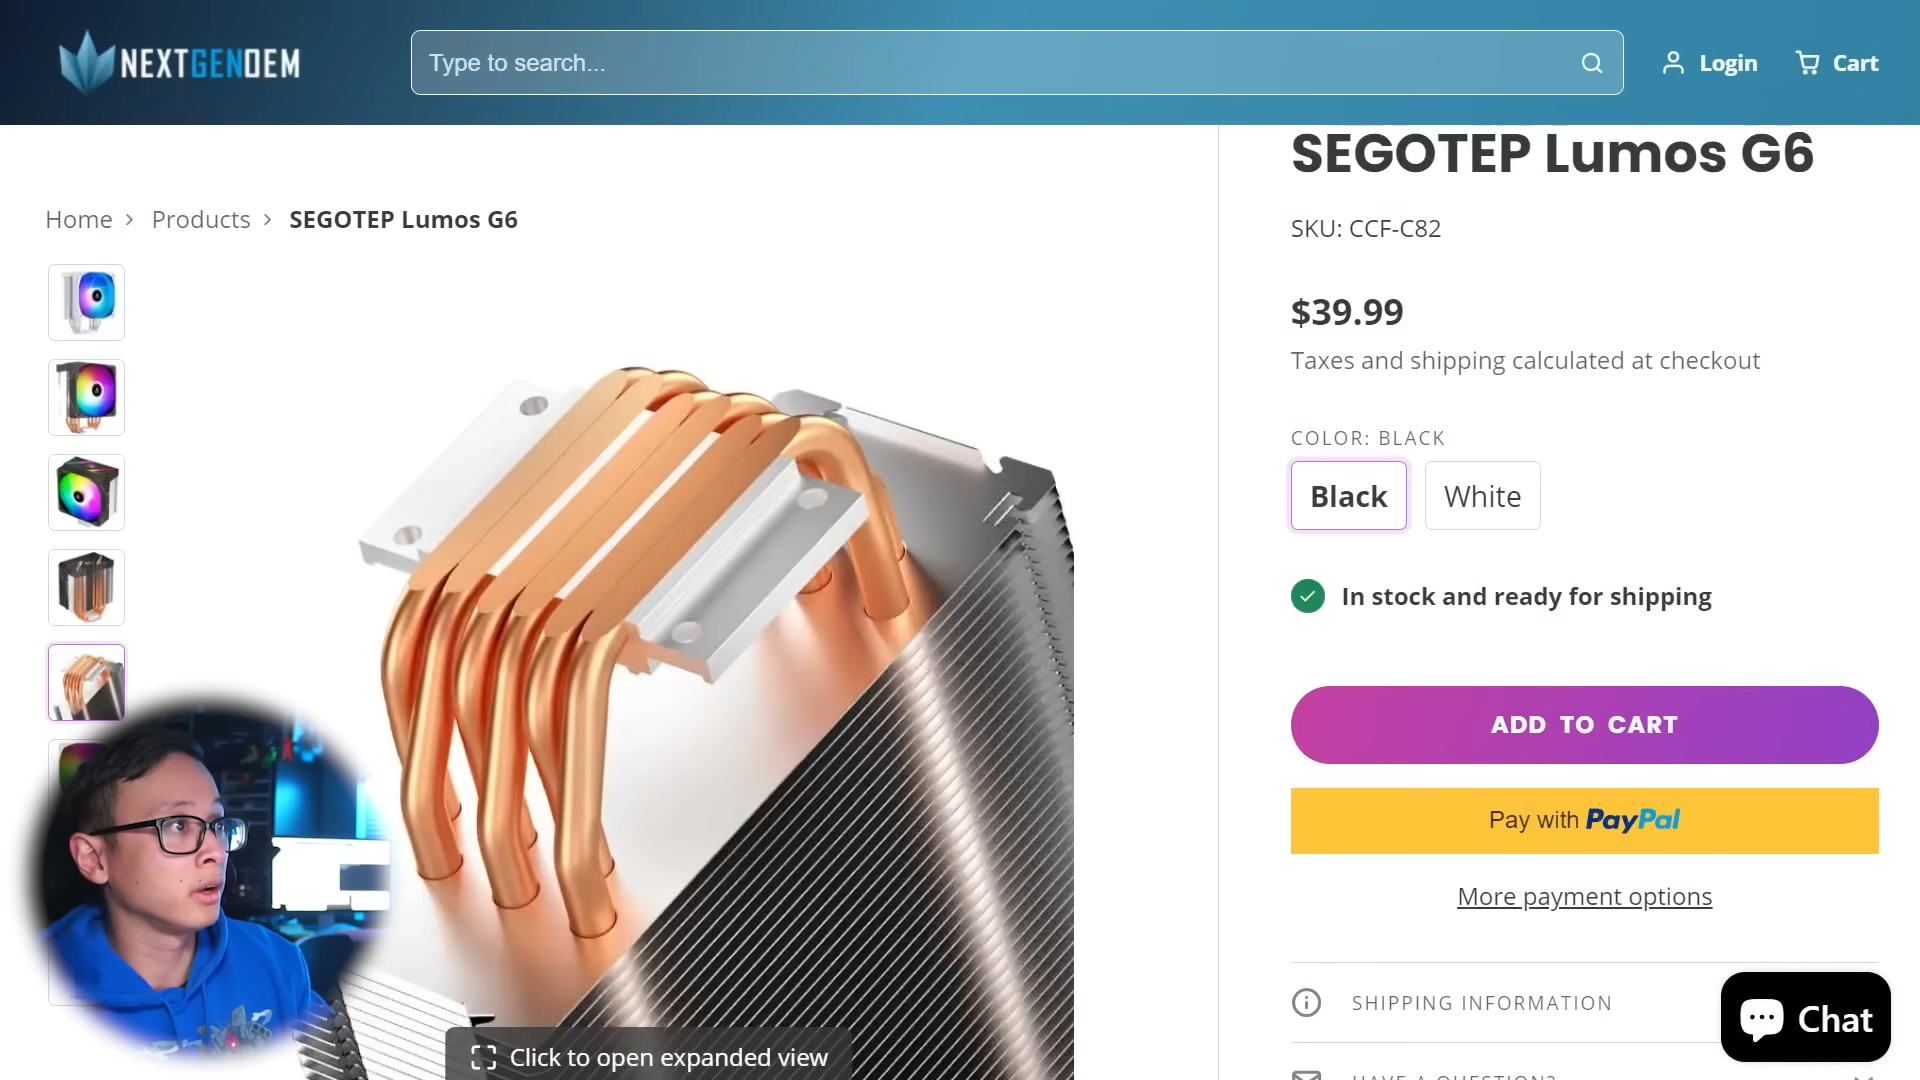 NEXTGENOEM
Type to search...
Login
Cart
SEGOTEP Lumos G6
Home > Products > SEGOTEP Lumos G6
SKU: CCF-C82
$39.99
Taxes and shipping calculated at checkout
COLOR: BLACK
Black
White
In stock and ready for shipping
ADD TO CART
Pay with PayPal
More payment options
SHIPPING INFORMATION
Chat
Click to open expanded view
HAVE A QUESTION?